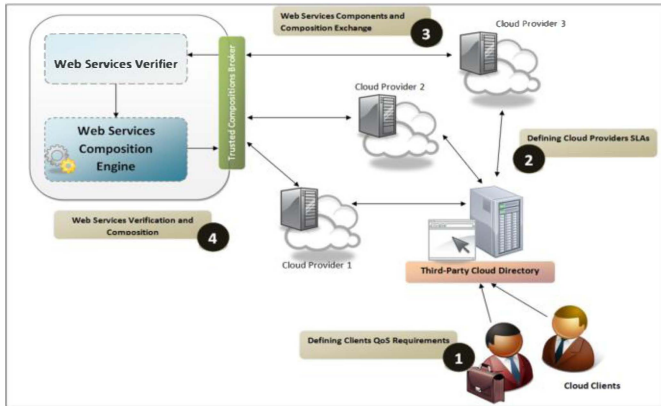 Web Services Components and
Composition Exchange
3
Cloud Provider 3
Web Services Verifier
Trusted Compositions Broker
Cloud Provider 2
Web Services
Composition
Engine
Defining Cloud Providers SLAs
2
Web Services Verification and
Comoosition
4
Cloud Provider 1
Third-Party Cloud Directory
Defining Clients QoS Requirements
1
Cloud Clients